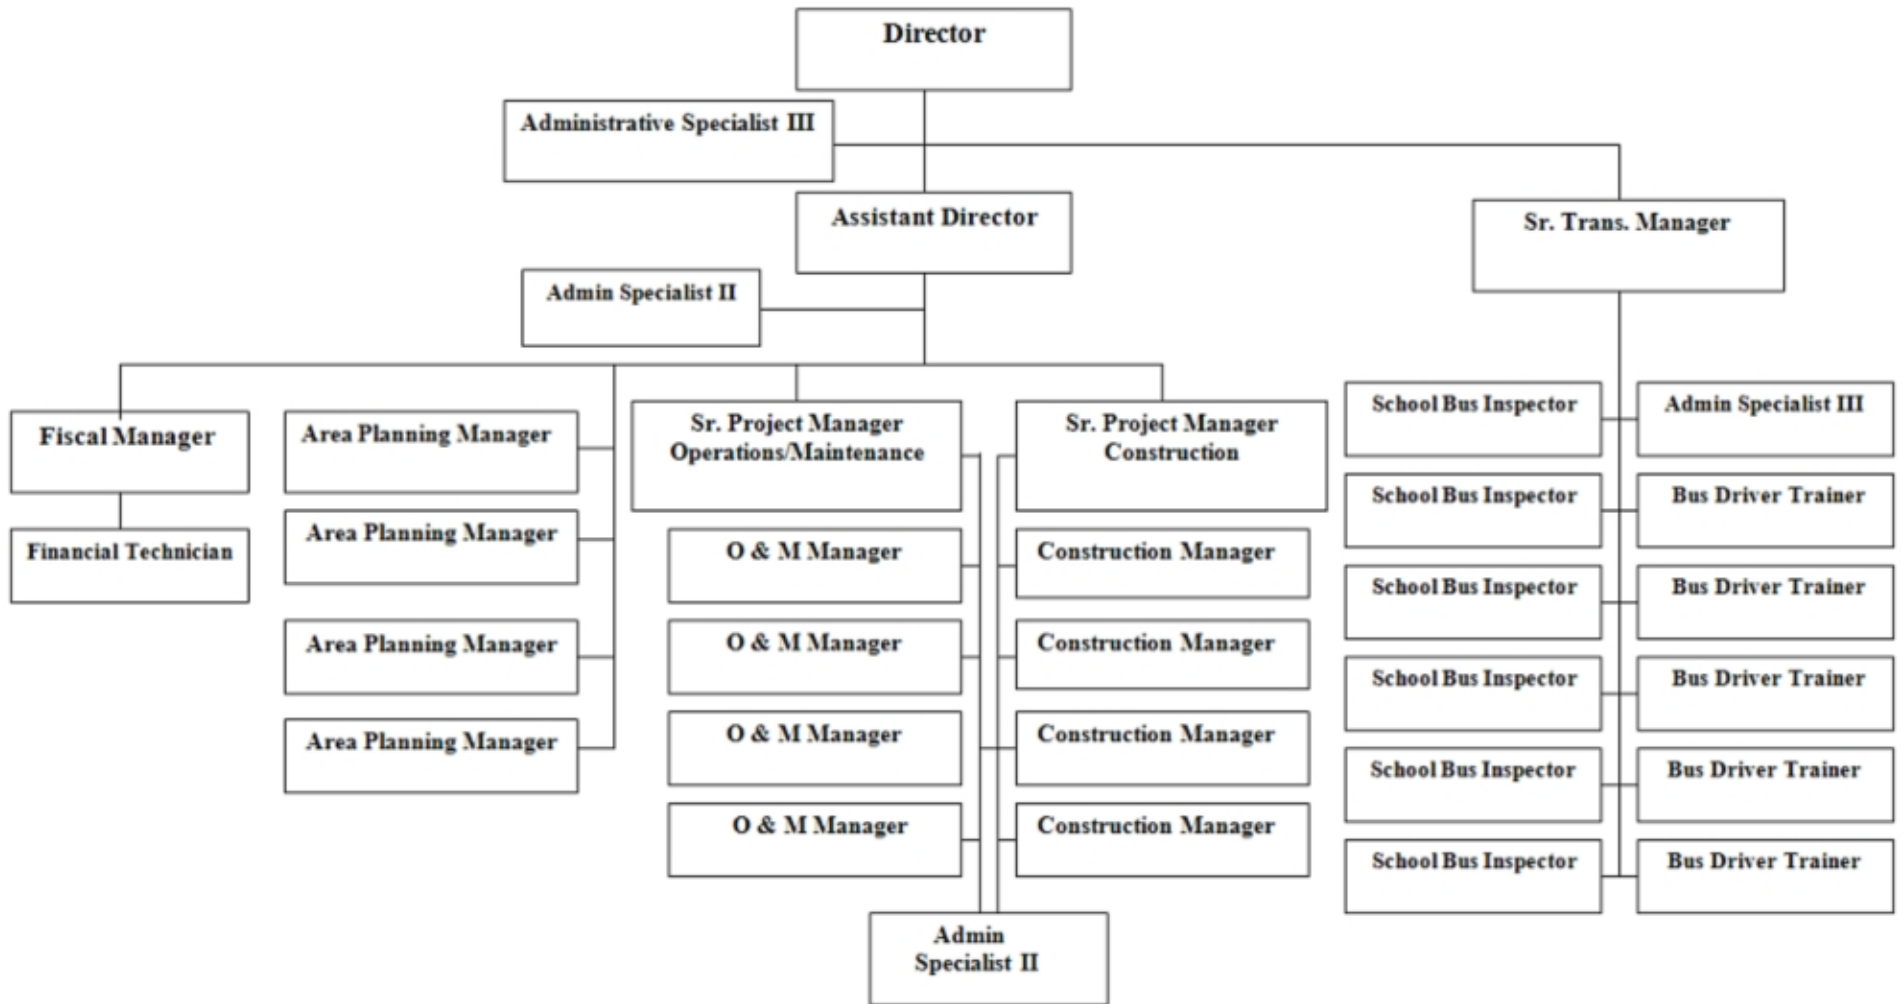 Director
Administrative Specialist III
Assistant Director
Sr. Trans. Manager
Admin Specialist II
Fiscal Manager
Financial Technician
Area Planning Manager
Area Planning Manager
Area Planning Manager
Area Planning Manager
Sr. Project Manager
Operations/Maintenance
O & M Manager
O & M Manager
O & M Manager
O & M Manager
Sr. Project Manager
Construction
Construction Manager
Construction Manager
Construction Manager
Construction Manager
Admin
Specialist II
School Bus Inspector
School Bus Inspector
School Bus Inspector
School Bus Inspector
School Bus Inspector
School Bus Inspector
Admin Specialist III
Bus Driver Trainer
Bus Driver Trainer
Bus Driver Trainer
Bus Driver Trainer
Bus Driver Trainer